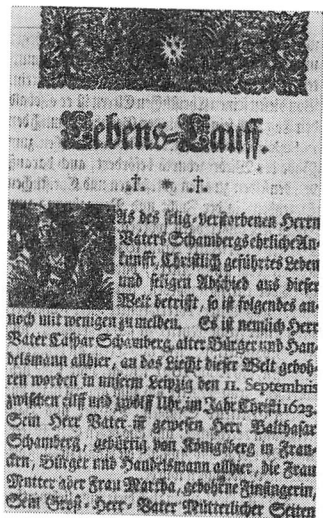 Lebens-Lauff.
† * †
As des selig-verstorbenen Herrn
Vaters Schambergs ehrliche An-
kunfft, Christlich geführtes Leben
und seligen Abschied aus dieser
Welt betrifft, so ist folgendes an-
noch mit wenigen zu melden. Es ist nemlich Herr
Vater Caspar Schamberg, alter Bürger und Han-
delsmann allhier, an das Liecht dieser Welt geboh-
ren worden in unserm Leipzig den 11. Septembris
zwischen eilff und zwölff Uhr, im Jahr Christi 1623.
Sein Herr Vater ist gewesen Herr Balthasar
Schamberg, gebürtig von Königsberg in Fran-
cken, Bürger und Handelsmann allhier, die Frau
Mutter aber Frau Martha, gebohrne Finsingerin,
Sein Groß-Herr-Vater Mütterlicher Seiten